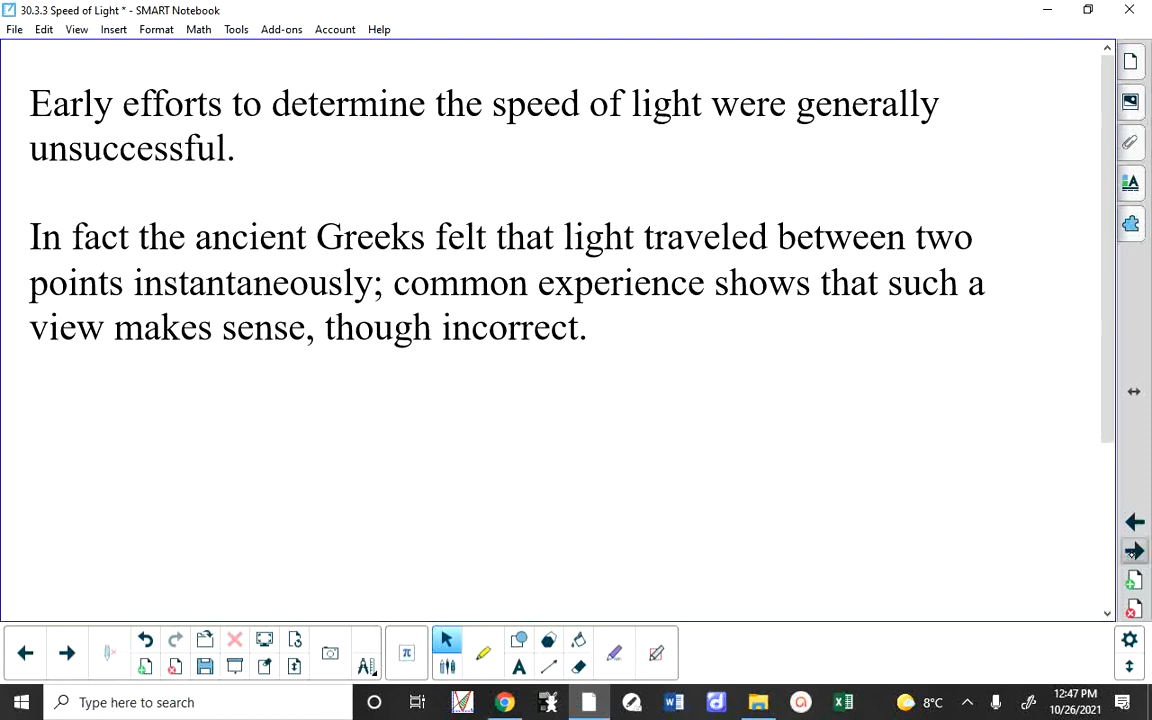 30.3.3 Speed of Light * - SMART Notebook
File Edit View Insert Format Math Tools Add-ons Account Help
Early efforts to determine the speed of light were generally
unsuccessful.
In fact the ancient Greeks felt that light traveled between two
points instantaneously; common experience shows that such a
view makes sense, though incorrect.
Type here to search
8°C
12:47 PM
10/26/2021